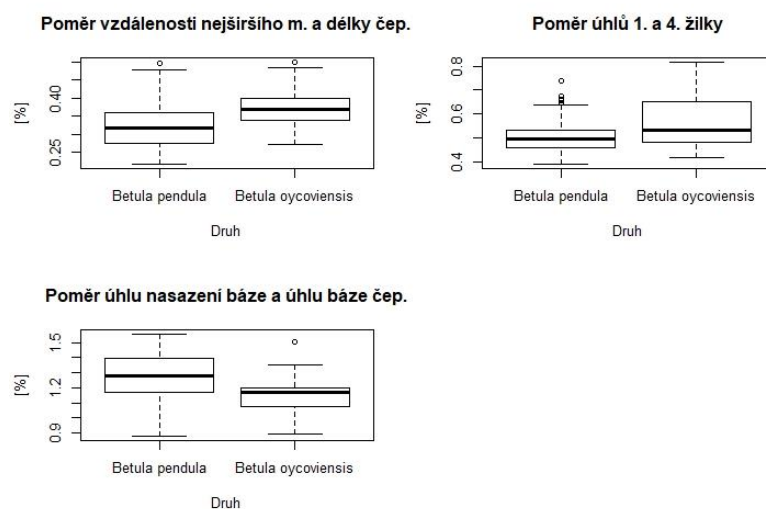 Poměr vzdálenosti nejširšího m. a délky čep.
[%]
0.40
0.25
Betula pendula
Betula oycoviensis
Druh
Poměr úhlů 1. a 4. žilky
[%]
0.8
0.6
0.4
Betula pendula
Betula oycoviensis
Druh
Poměr úhlu nasazení báze a úhlu báze čep.
[%]
1.5
1.2
0.9
Betula pendula
Betula oycoviensis
Druh